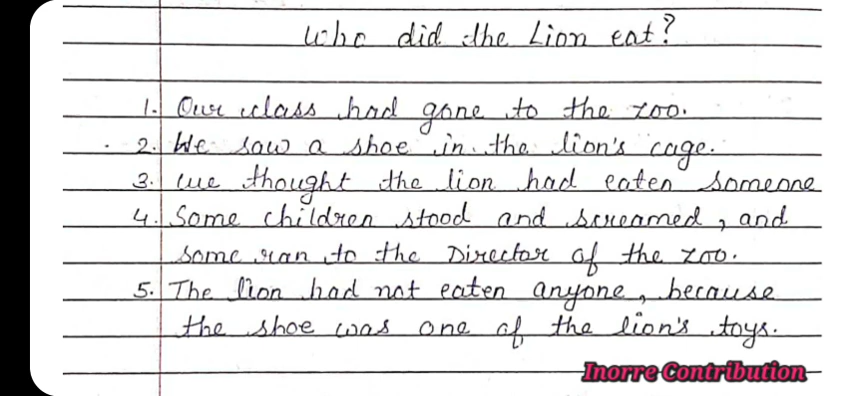 Who did the Lion eat?
1. Our class had gone to the zoo.
2. We saw a shoe in the lion's cage.
3. we thought the lion had eaten someone
4. Some children stood and screamed, and
some ran to the Director of the zoo.
5. The lion had not eaten anyone, because
the shoe was one of the lion's toys.
Inorre Contribution